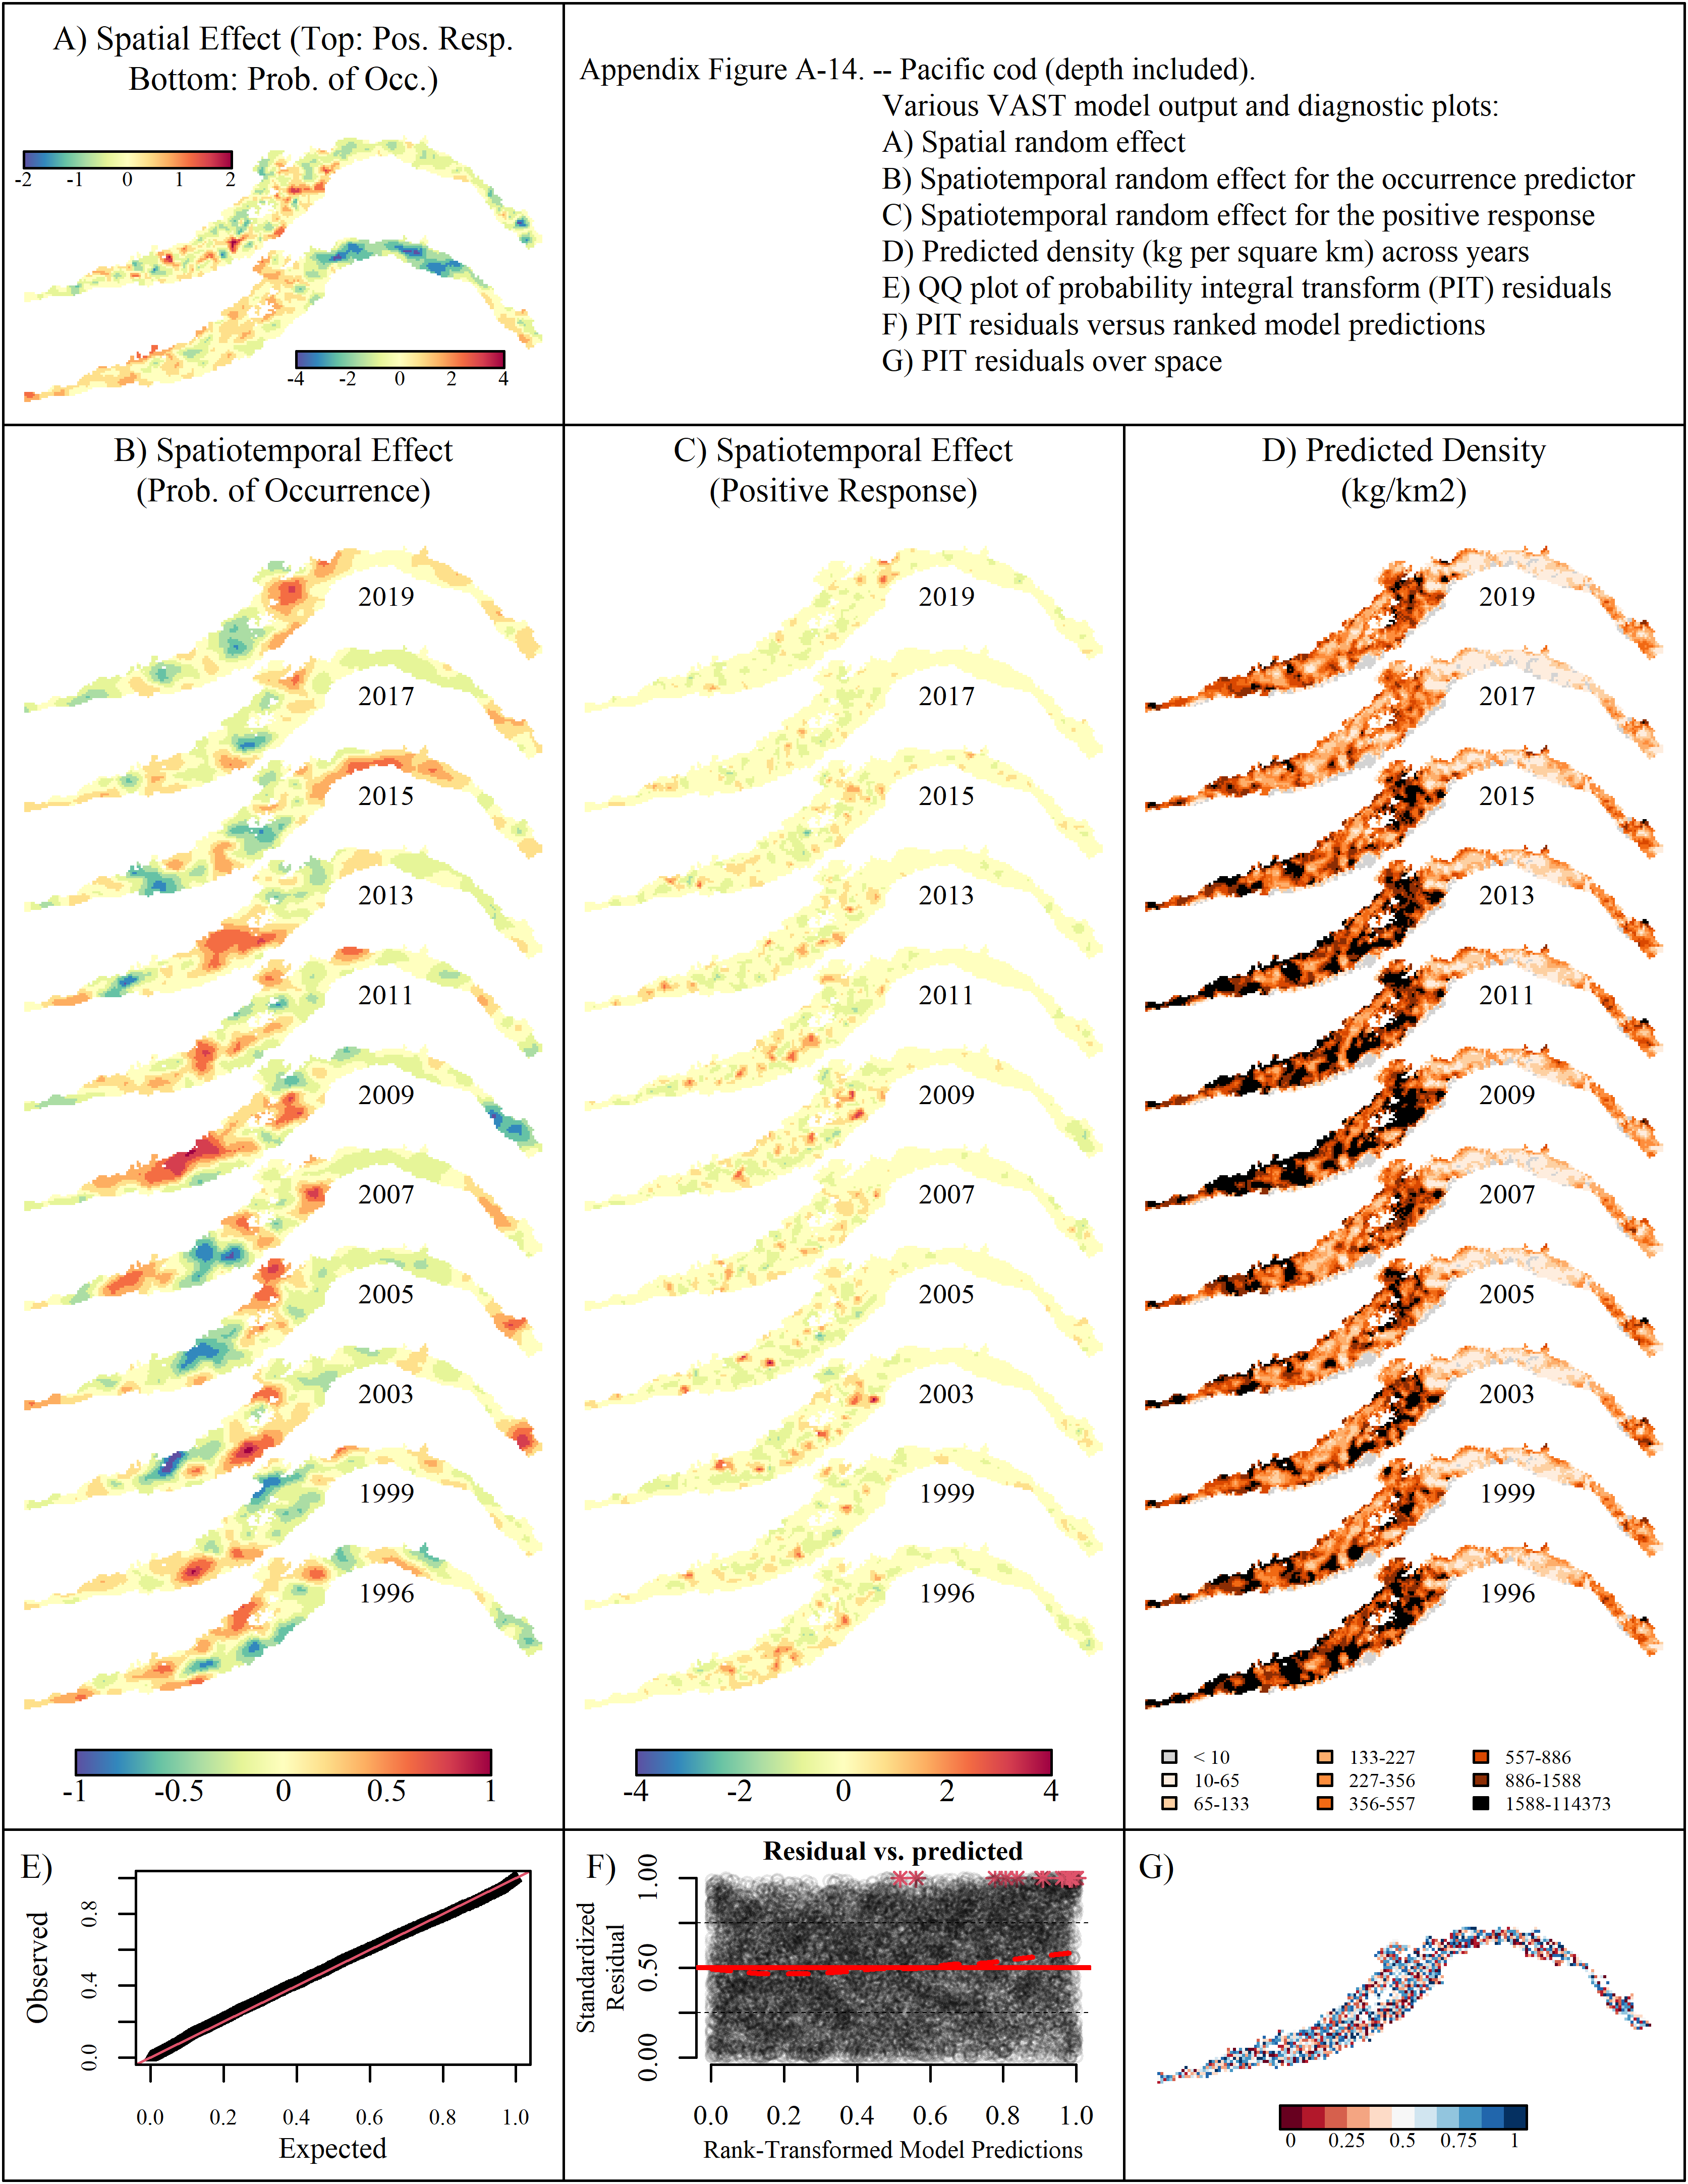 A) Spatial Effect (Top: Pos. Resp.
Bottom: Prob. of Occ.)
-2 -1 0 1 2
-4 -2 0 2 4
Appendix Figure A-14. -- Pacific cod (depth included).
Various VAST model output and diagnostic plots:
A) Spatial random effect
B) Spatiotemporal random effect for the occurrence predictor
C) Spatiotemporal random effect for the positive response
D) Predicted density (kg per square km) across years
E) QQ plot of probability integral transform (PIT) residuals
F) PIT residuals versus ranked model predictions
G) PIT residuals over space
B) Spatiotemporal Effect
(Prob. of Occurrence)
2019
2017
2015
2013
2011
2009
2007
2005
2003
1999
1996
-1 -0.5 0 0.5 1
C) Spatiotemporal Effect
(Positive Response)
2019
2017
2015
2013
2011
2009
2007
2005
2003
1999
1996
-4 -2 0 2 4
D) Predicted Density
(kg/km2)
2019
2017
2015
2013
2011
2009
2007
2005
2003
1999
1996
< 10 133-227 557-886
10-65 227-356 886-1588
65-133 356-557 1588-114373
E)
Observed
0.0 0.4 0.8
0.0 0.2 0.4 0.6 0.8 1.0
Expected
F)
Residual vs. predicted
Standardized
Residual
0.00 0.50 1.00
0.0 0.2 0.4 0.6 0.8 1.0
Rank-Transformed Model Predictions
G)
0 0.25 0.5 0.75 1